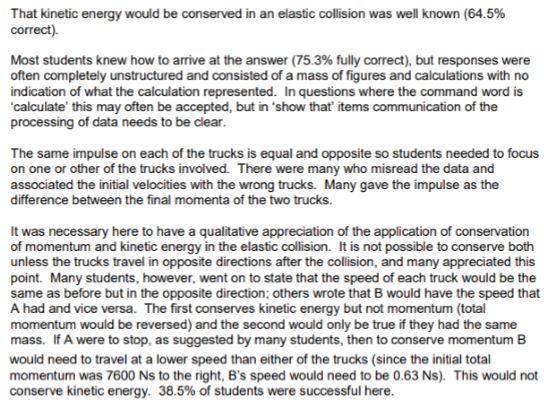 That kinetic energy would be conserved in an elastic collision was well known (64.5%
correct).
Most students knew how to arrive at the answer (75.3% fully correct), but responses were
often completely unstructured and consisted of a mass of figures and calculations with no
indication of what the calculation represented. In questions where the command word is
‘calculate’ this may often be accepted, but in ‘show that’ items communication of the
processing of data needs to be clear.
The same impulse on each of the trucks is equal and opposite so students needed to focus
on one or other of the trucks involved. There were many who misread the data and
associated the initial velocities with the wrong trucks. Many gave the impulse as the
difference between the final momenta of the two trucks.
It was necessary here to have a qualitative appreciation of the application of conservation
of momentum and kinetic energy in the elastic collision. It is not possible to conserve both
unless the trucks travel in opposite directions after the collision, and many appreciated this
point. Many students, however, went on to state that the speed of each truck would be the
same as before but in the opposite direction; others wrote that B would have the speed that
A had and vice versa. The first conserves kinetic energy but not momentum (total
momentum would be reversed) and the second would only be true if they had the same
mass. If A were to stop, as suggested by many students, then to conserve momentum B
would need to travel at a lower speed than either of the trucks (since the initial total
momentum was 7600 Ns to the right, B's speed would need to be 0.63 Ns). This would not
conserve kinetic energy. 38.5% of students were successful here.